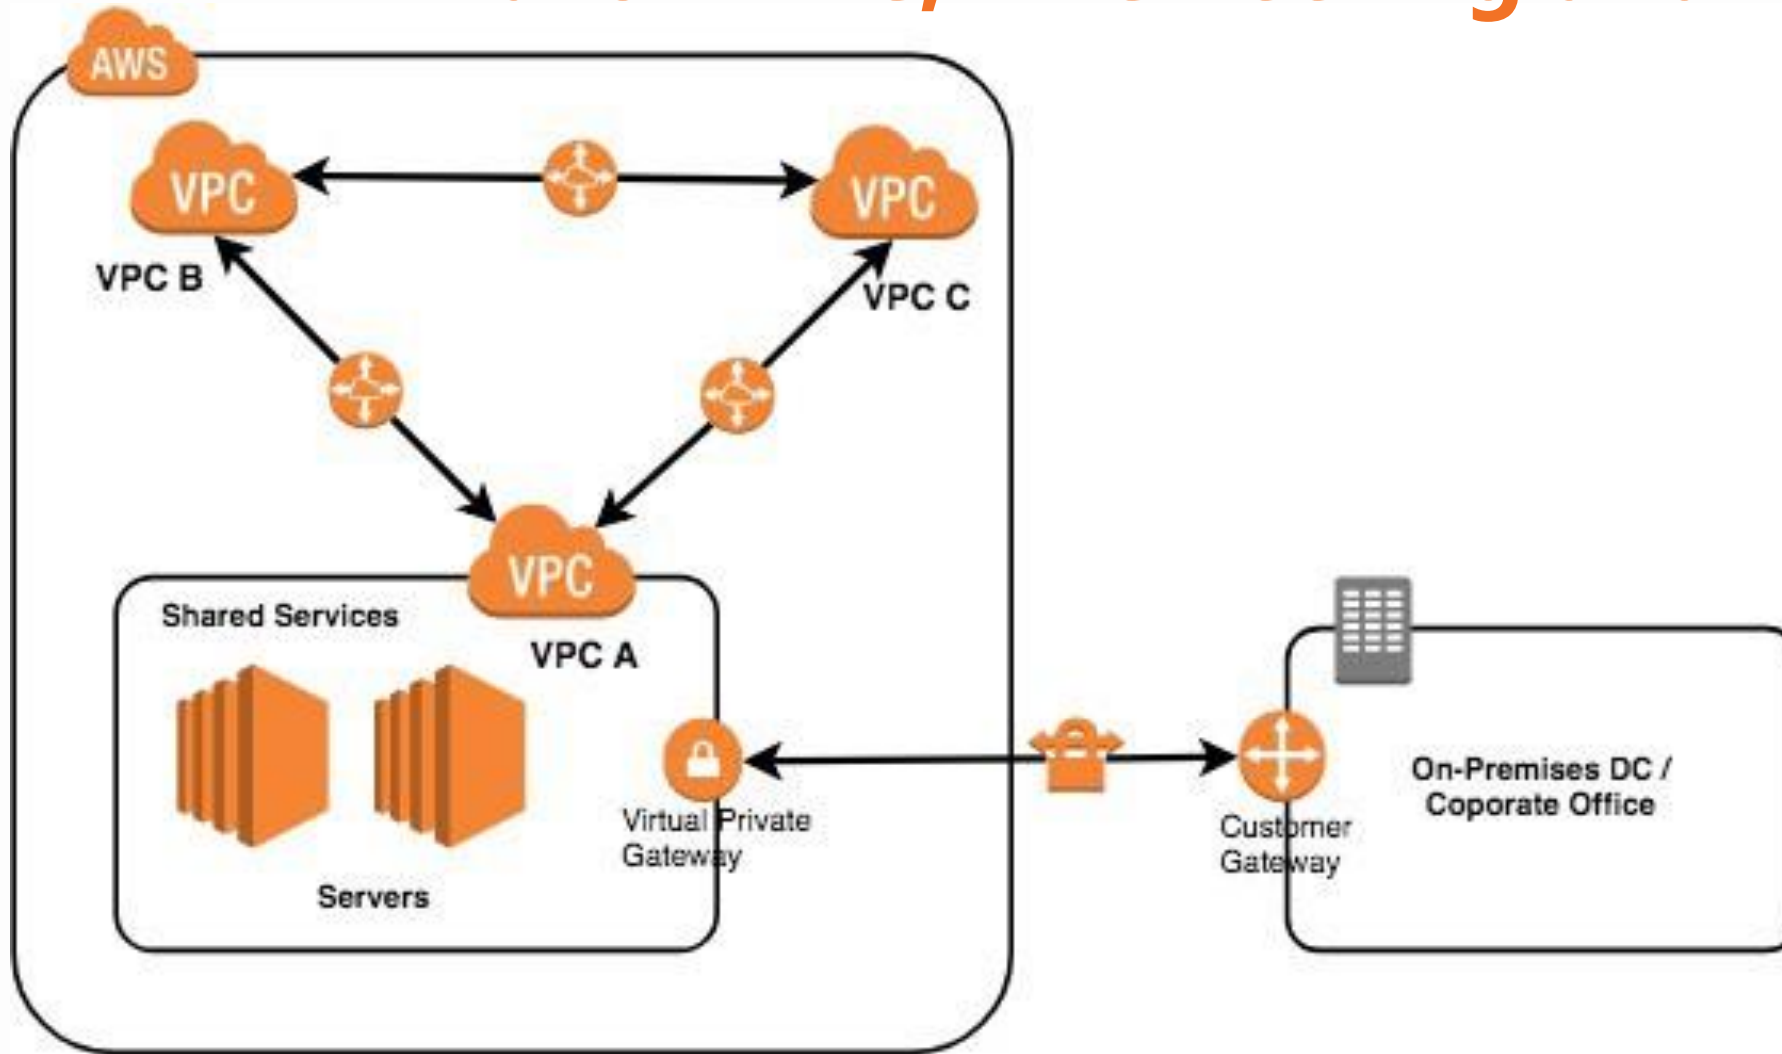 AWS
VPC
VPC
VPC B
VPC C
VPC
Shared Services
VPC A
Servers
Virtual Private
Gateway
Customer
Gateway
On-Premises DC /
Coporate Office